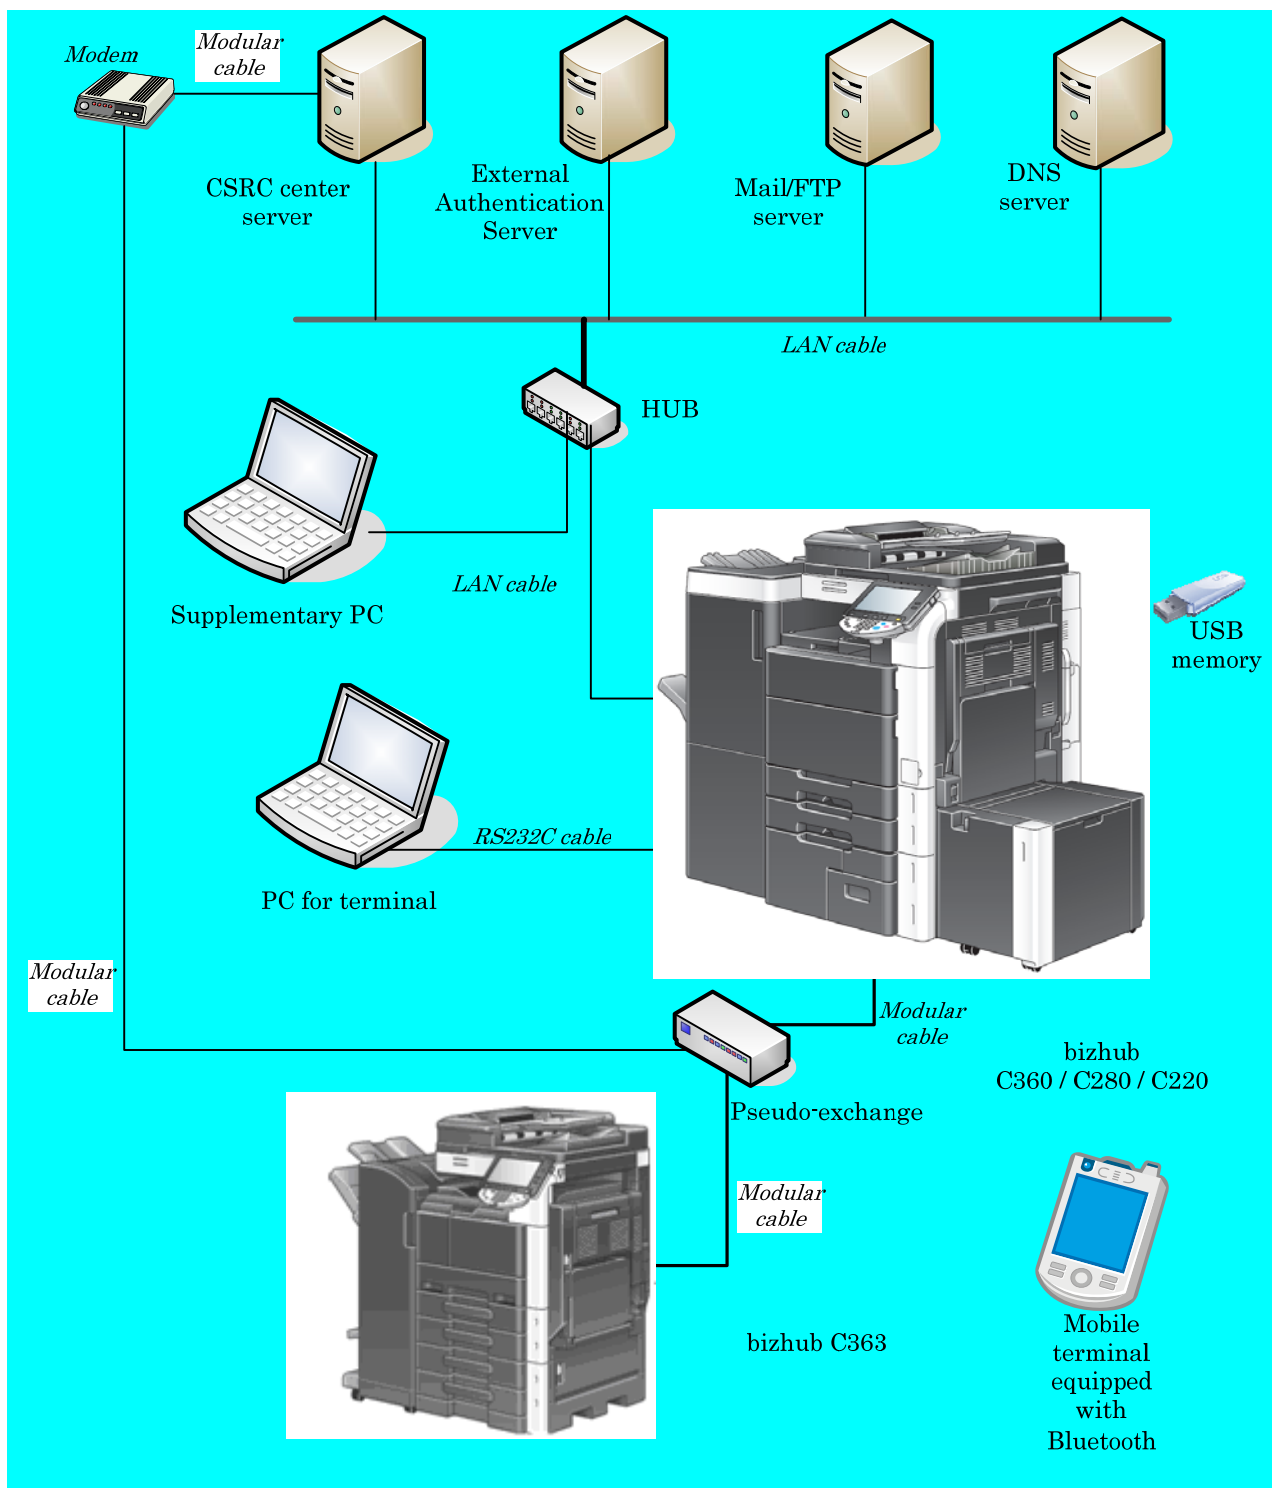 Modem
Modular
cable
CSRC center
server
External
Authentication
Server
Mail/FTP
server
DNS
server
LAN cable
HUB
Supplementary PC
LAN cable
USB
memory
RS232C cable
PC for terminal
Modular
cable
Modular
cable
bizhub
C360 / C280 / C220
Pseudo-exchange
Modular
cable
bizhub C363
Mobile
terminal
equipped
with
Bluetooth